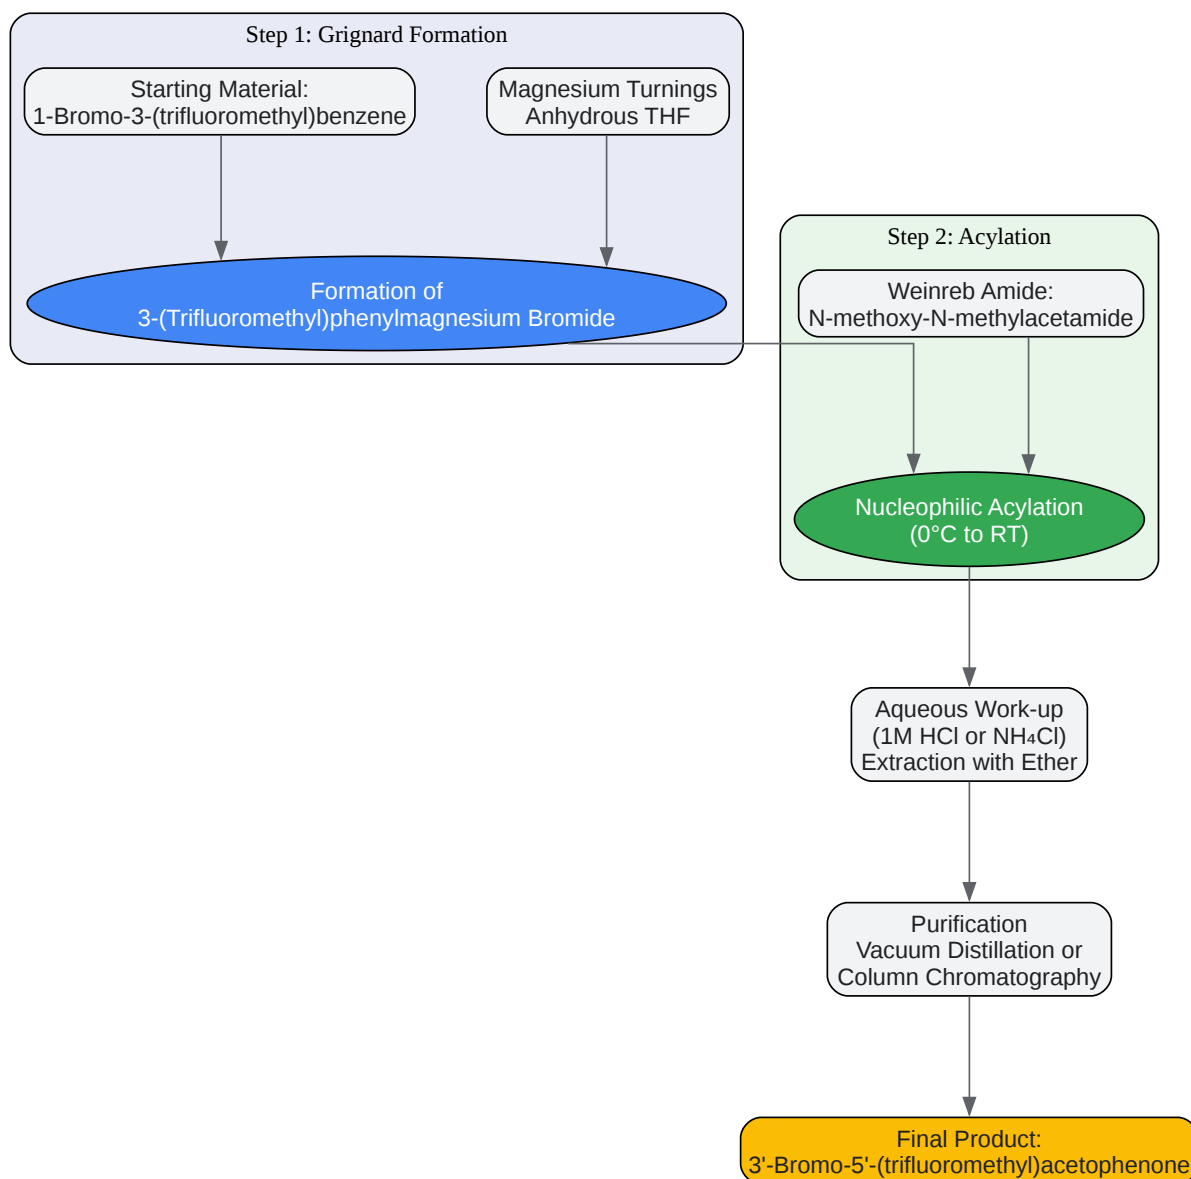 Step 1: Grignard Formation
Starting Material:
1-Bromo-3-(trifluoromethyl)benzene
Magnesium Turnings
Anhydrous THF
Formation of
3-(Trifluoromethyl)phenylmagnesium Bromide
Step 2: Acylation
Weinreb Amide:
N-methoxy-N-methylacetamide
Nucleophilic Acylation
(0°C to RT)
Aqueous Work-up
(1M HCl or NH₄Cl)
Extraction with Ether
Purification
Vacuum Distillation or
Column Chromatography
Final Product:
3'-Bromo-5'-(trifluoromethyl)acetophenone